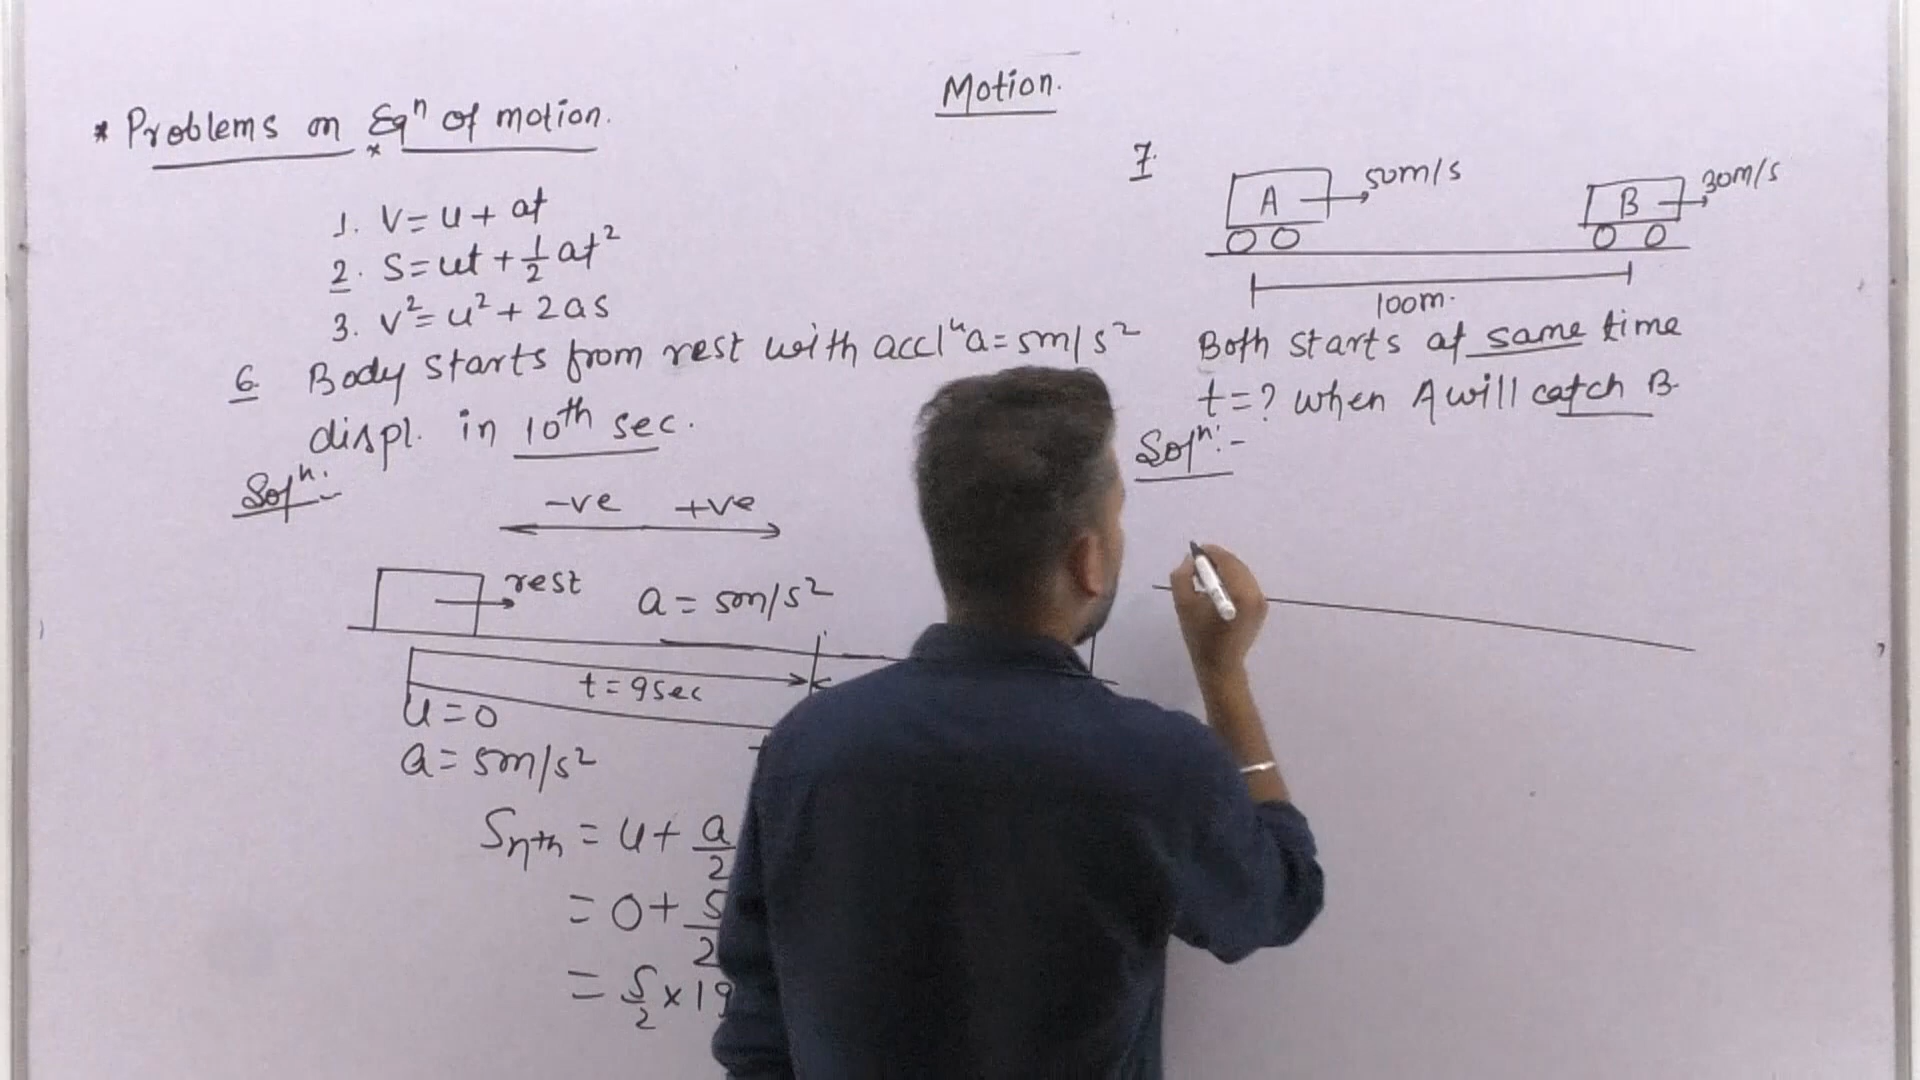 Motion.
* Problems on Eqⁿ of motion.
1. V = u + at
2. S = ut + 1/2 at²
3. V² = u² + 2as
6. Body starts from rest with acclⁿ a = 5m/s²
displ. in 10th sec.
Solⁿ:-
-ve +ve
rest a = 5m/s²
t = 9sec
u = 0
a = 5m/s²
Snth = u + a/2
= 0 + 5/2
= 5/2 x 19
7.
A 50m/s B 30m/s
100m.
Both starts at same time
t = ? when A will catch B.
Solⁿ:-